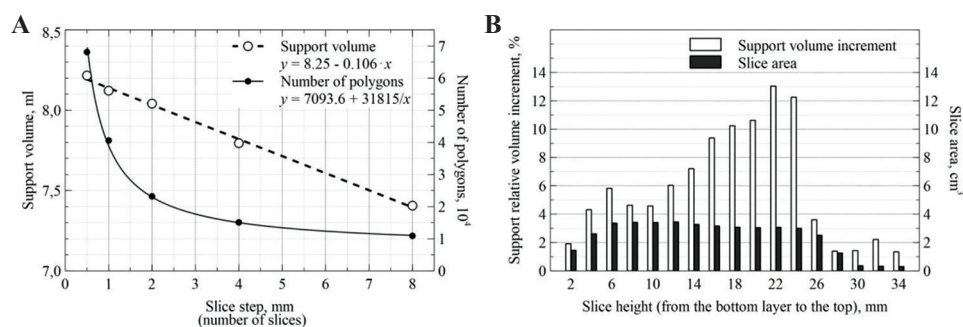 A
8,5
8,0
7,5
7,0
Support volume, ml
Support volume
y = 8.25 - 0.106·x
Number of polygons
y = 7093.6 + 31815/x
7
6
5
4
3
2
1
0
Number of polygons, 10⁴
0 1 2 3 4 5 6 7 8
Slice step, mm
(number of slices)
B
Support relative volume increment, %
14
12
10
8
6
4
2
0
Support volume increment
Slice area
14
12
10
8
6
4
2
0
Slice area, cm³
2 6 10 14 18 22 26 30 34
Slice height (from the bottom layer to the top), mm